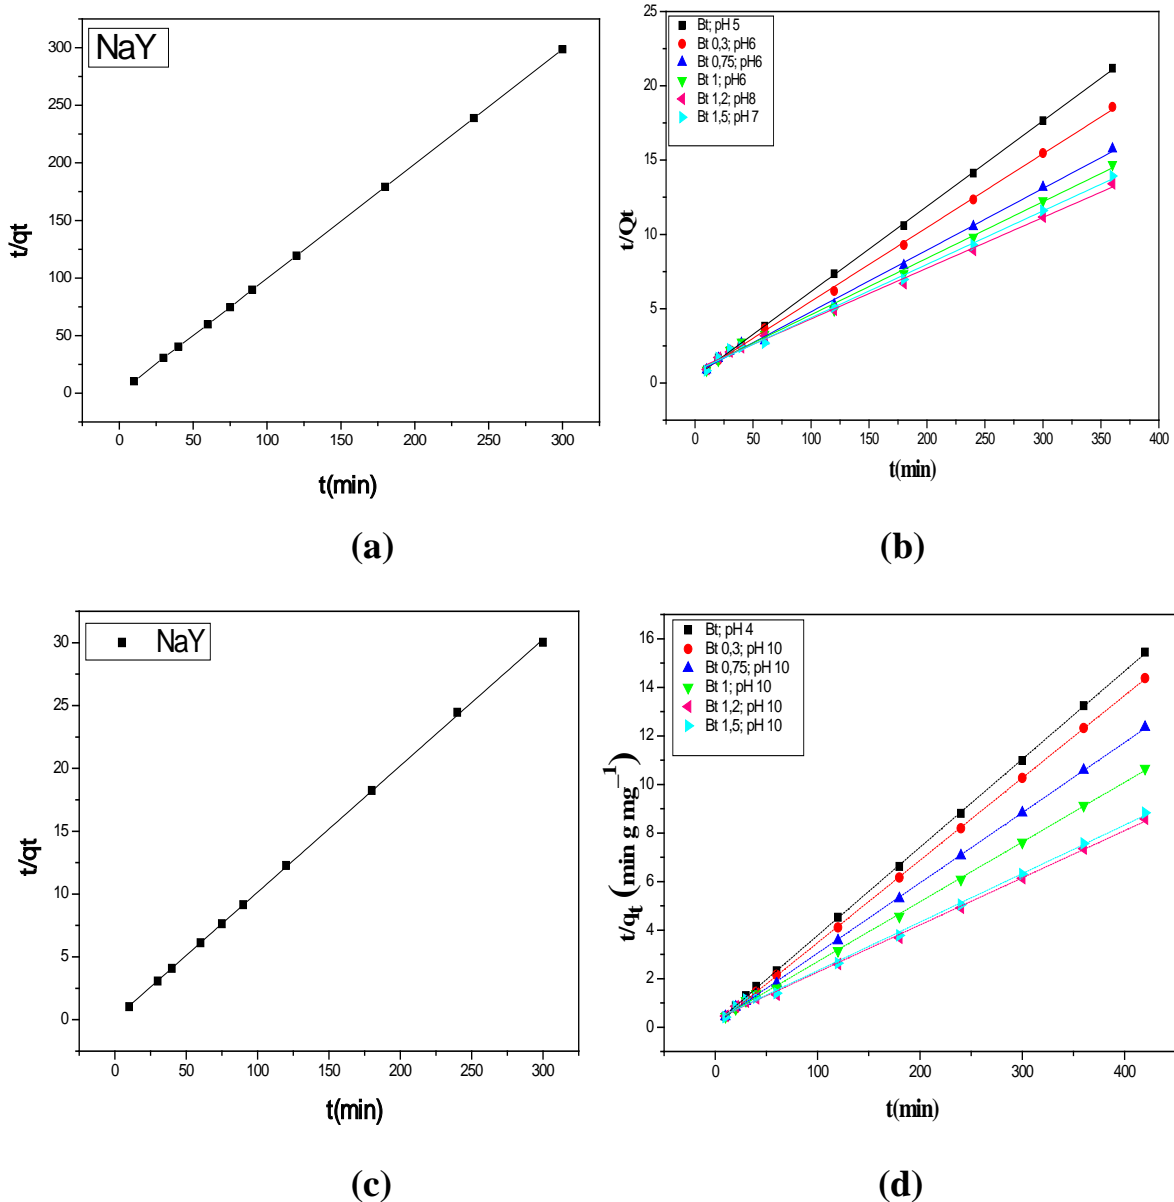 NaY
t/qt
300
250
200
150
100
50
0
0 50 100 150 200 250 300
t(min)
(a)
Bt; pH 5
Bt 0,3; pH6
Bt 0,75; pH6
Bt 1; pH6
Bt 1,2; pH8
Bt 1,5; pH 7
t/Qt
25
20
15
10
5
0
0 50 100 150 200 250 300 350 400
t(min)
(b)
NaY
t/qt
30
25
20
15
10
5
0
0 50 100 150 200 250 300
t(min)
(c)
Bt; pH 4
Bt 0,3; pH 10
Bt 0,75; pH 10
Bt 1; pH 10
Bt 1,2; pH 10
Bt 1,5; pH 10
t/qt (min g mg⁻¹)
16
14
12
10
8
6
4
2
0
0 100 200 300 400
t(min)
(d)